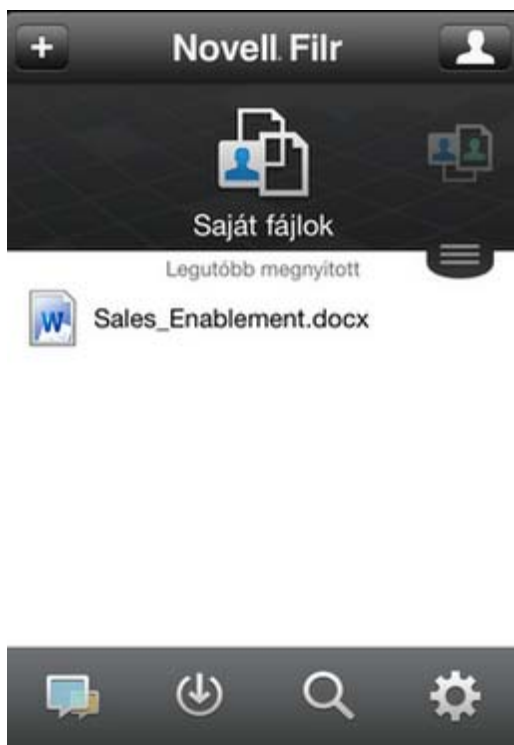 Novell Filr
Saját fájlok
Legutóbb megnyitott
Sales_Enablement.docx